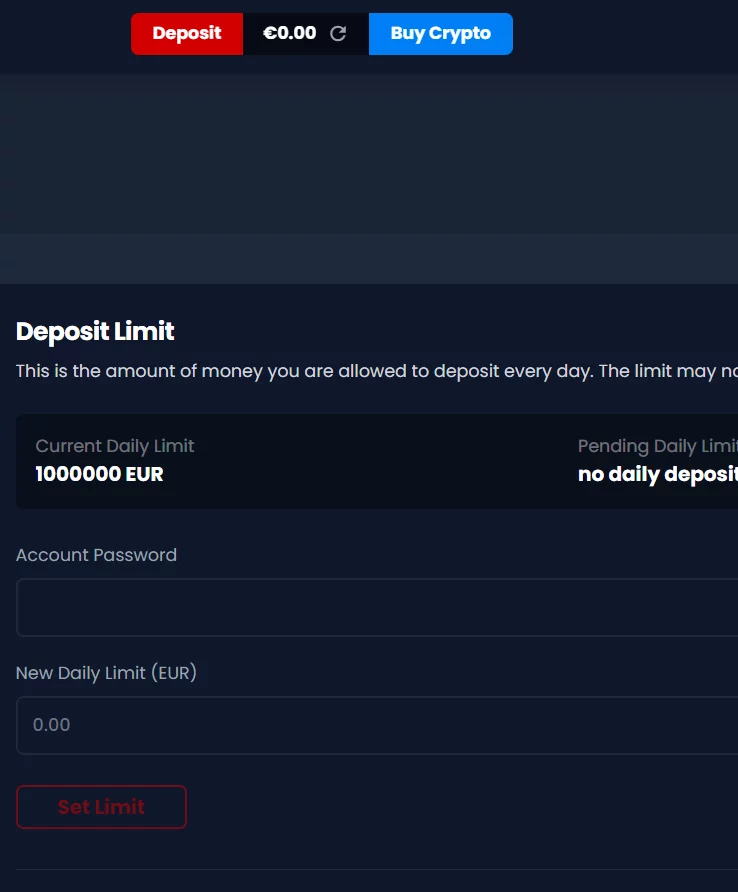 Deposit €0.00 Buy Crypto
Deposit Limit
This is the amount of money you are allowed to deposit every day. The limit may
Current Daily Limit Pending Daily Limit
1000000 EUR no daily deposit
Account Password
New Daily Limit (EUR)
0.00
Set Limit